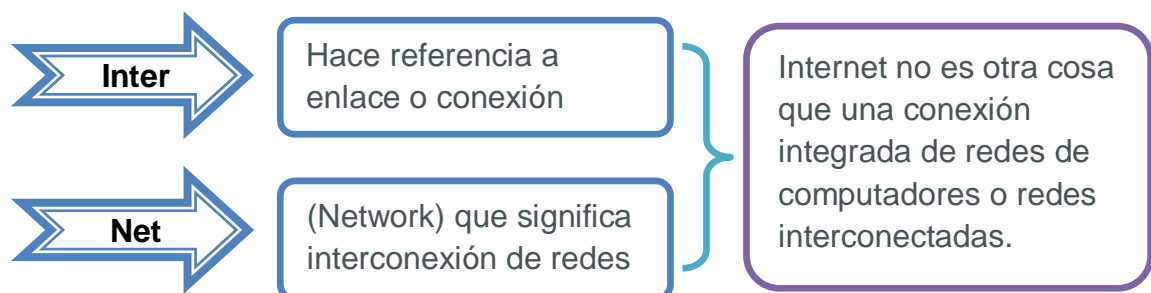 Inter
Hace referencia a
enlace o conexión
Net
(Network) que significa
interconexión de redes
Internet no es otra cosa
que una conexión
integrada de redes de
computadores o redes
interconectadas.